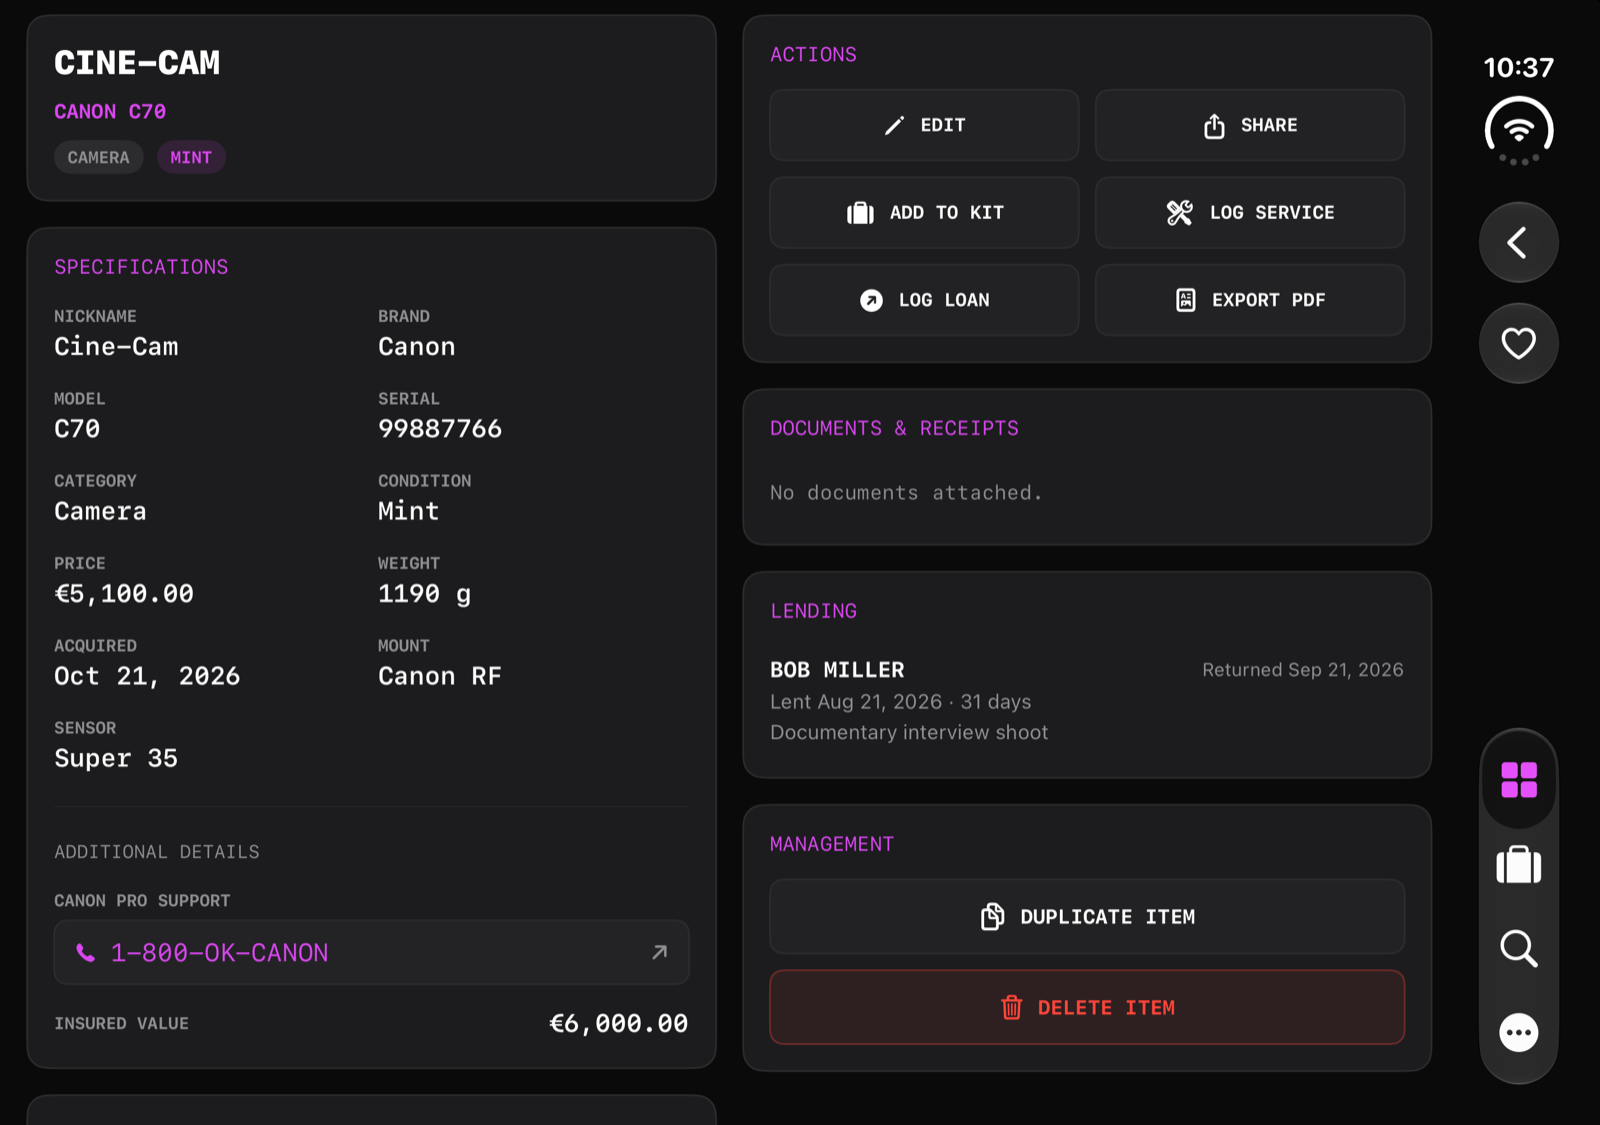 CINE-CAM
CANON C70
CAMERA MINT
SPECIFICATIONS
NICKNAME BRAND
Cine-Cam Canon
MODEL SERIAL
C70 99887766
CATEGORY CONDITION
Camera Mint
PRICE WEIGHT
€5,100.00 1190 g
ACQUIRED MOUNT
Oct 21, 2026 Canon RF
SENSOR
Super 35
ADDITIONAL DETAILS
CANON PRO SUPPORT
1-800-OK-CANON
INSURED VALUE €6,000.00
ACTIONS
EDIT SHARE
ADD TO KIT LOG SERVICE
LOG LOAN EXPORT PDF
DOCUMENTS & RECEIPTS
No documents attached.
LENDING
BOB MILLER Returned Sep 21, 2026
Lent Aug 21, 2026 · 31 days
Documentary interview shoot
MANAGEMENT
DUPLICATE ITEM
DELETE ITEM
10:37